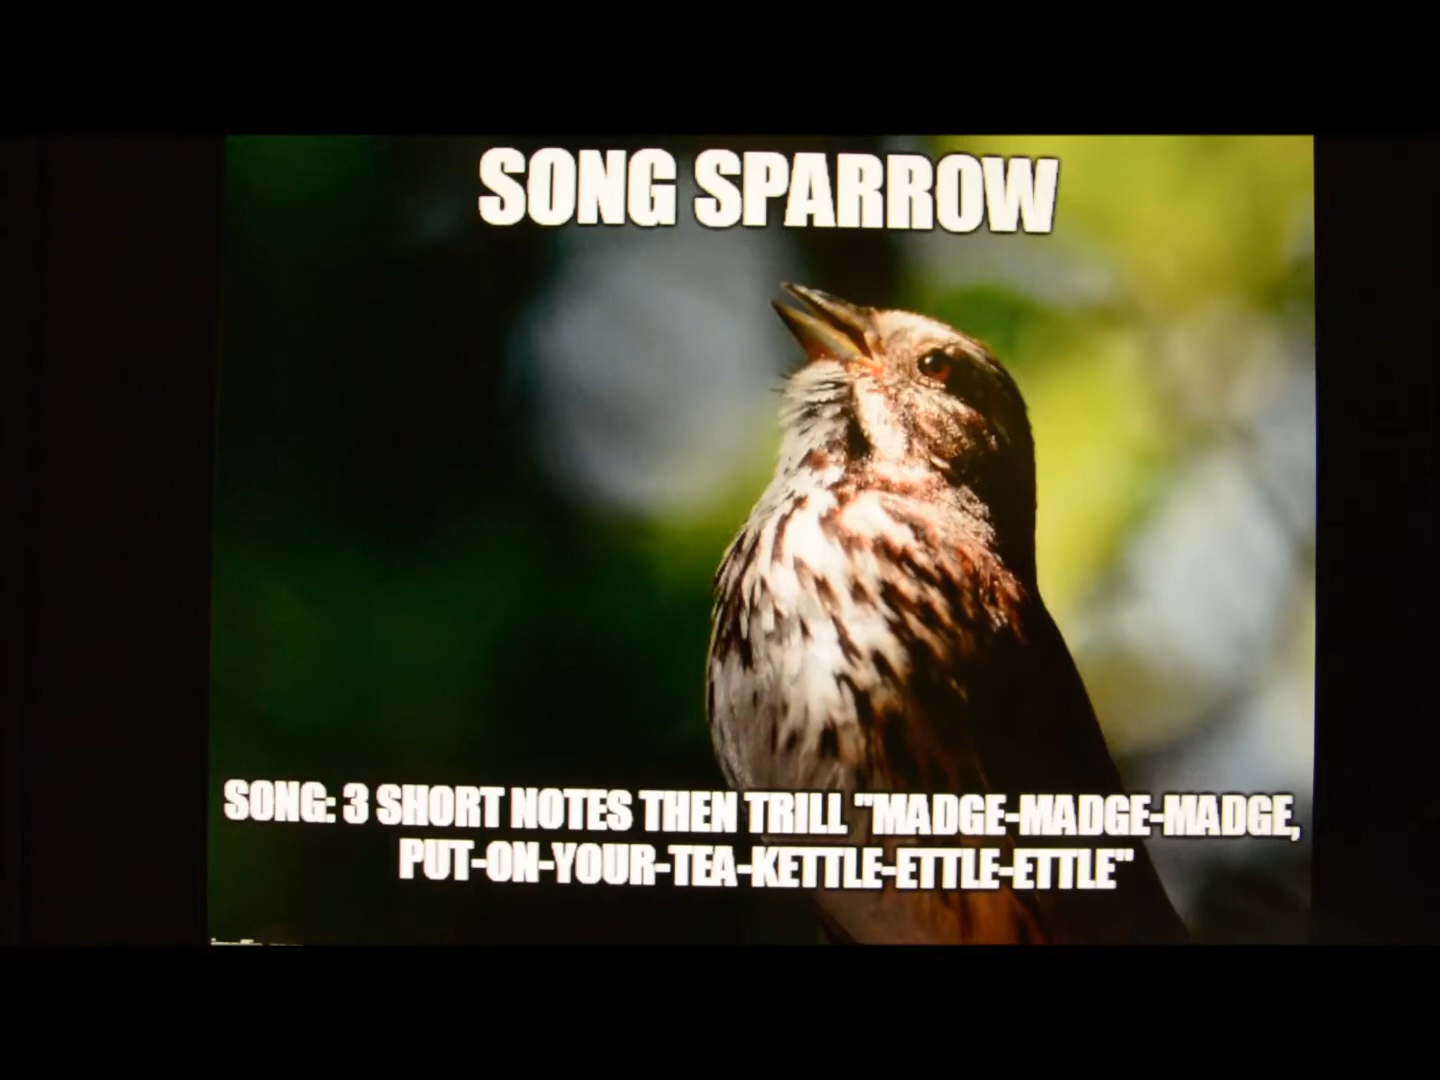 SONG SPARROW
SONG: 3 SHORT NOTES THEN TRILL "MADGE-MADGE-MADGE,
PUT-ON-YOUR-TEA-KETTLE-ETTLE-ETTLE"